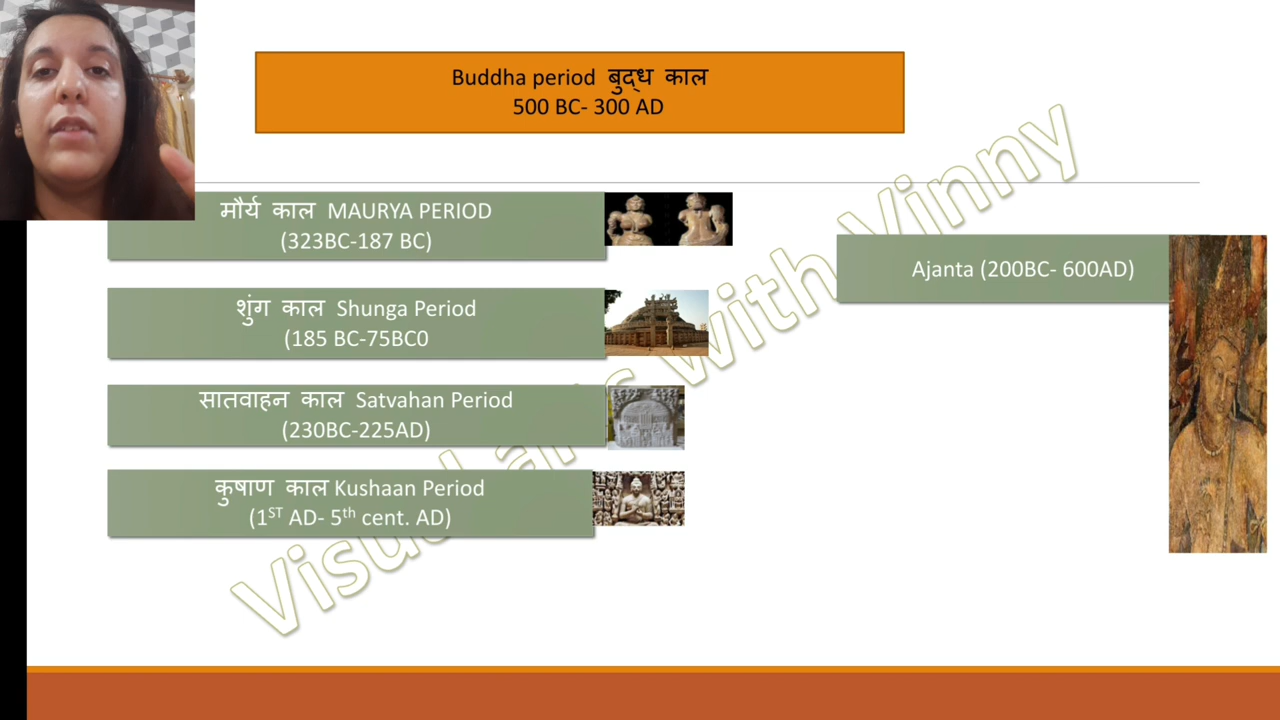 Buddha period बुद्ध काल
500 BC- 300 AD
मौर्य काल MAURYA PERIOD
(323BC-187 BC)
शुंग काल Shunga Period
(185 BC-75BC0
सातवाहन काल Satvahan Period
(230BC-225AD)
कुषाण काल Kushaan Period
(1ST AD- 5th cent. AD)
Ajanta (200BC- 600AD)
Visual arts with Vinny